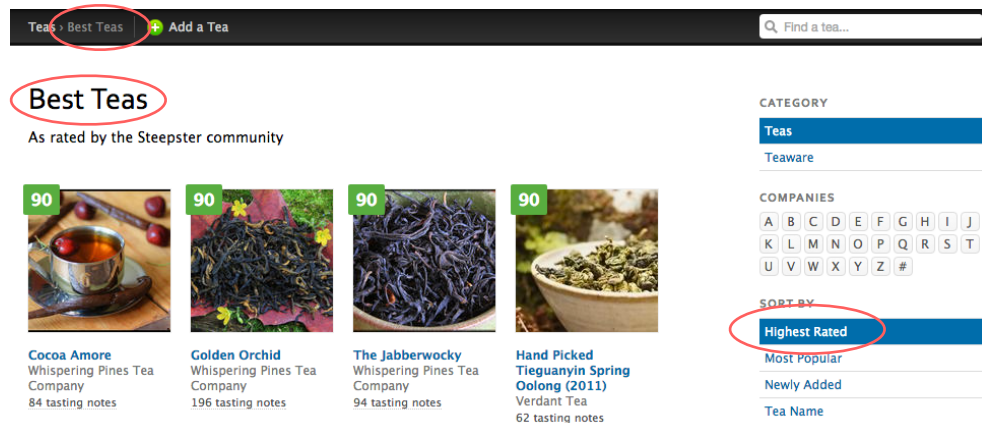 Teas › Best Teas
Add a Tea
Find a tea...
Best Teas
As rated by the Steepster community
90
90
90
90
Cocoa Amore
Whispering Pines Tea
Company
84 tasting notes
Golden Orchid
Whispering Pines Tea
Company
196 tasting notes
The Jabberwocky
Whispering Pines Tea
Company
94 tasting notes
Hand Picked
Tieguanyin Spring
Oolong (2011)
Verdant Tea
62 tasting notes
CATEGORY
Teas
Teaware
COMPANIES
A B C D E F G H I J
K L M N O P Q R S T
U V W X Y Z #
SORT BY
Highest Rated
Most Popular
Newly Added
Tea Name